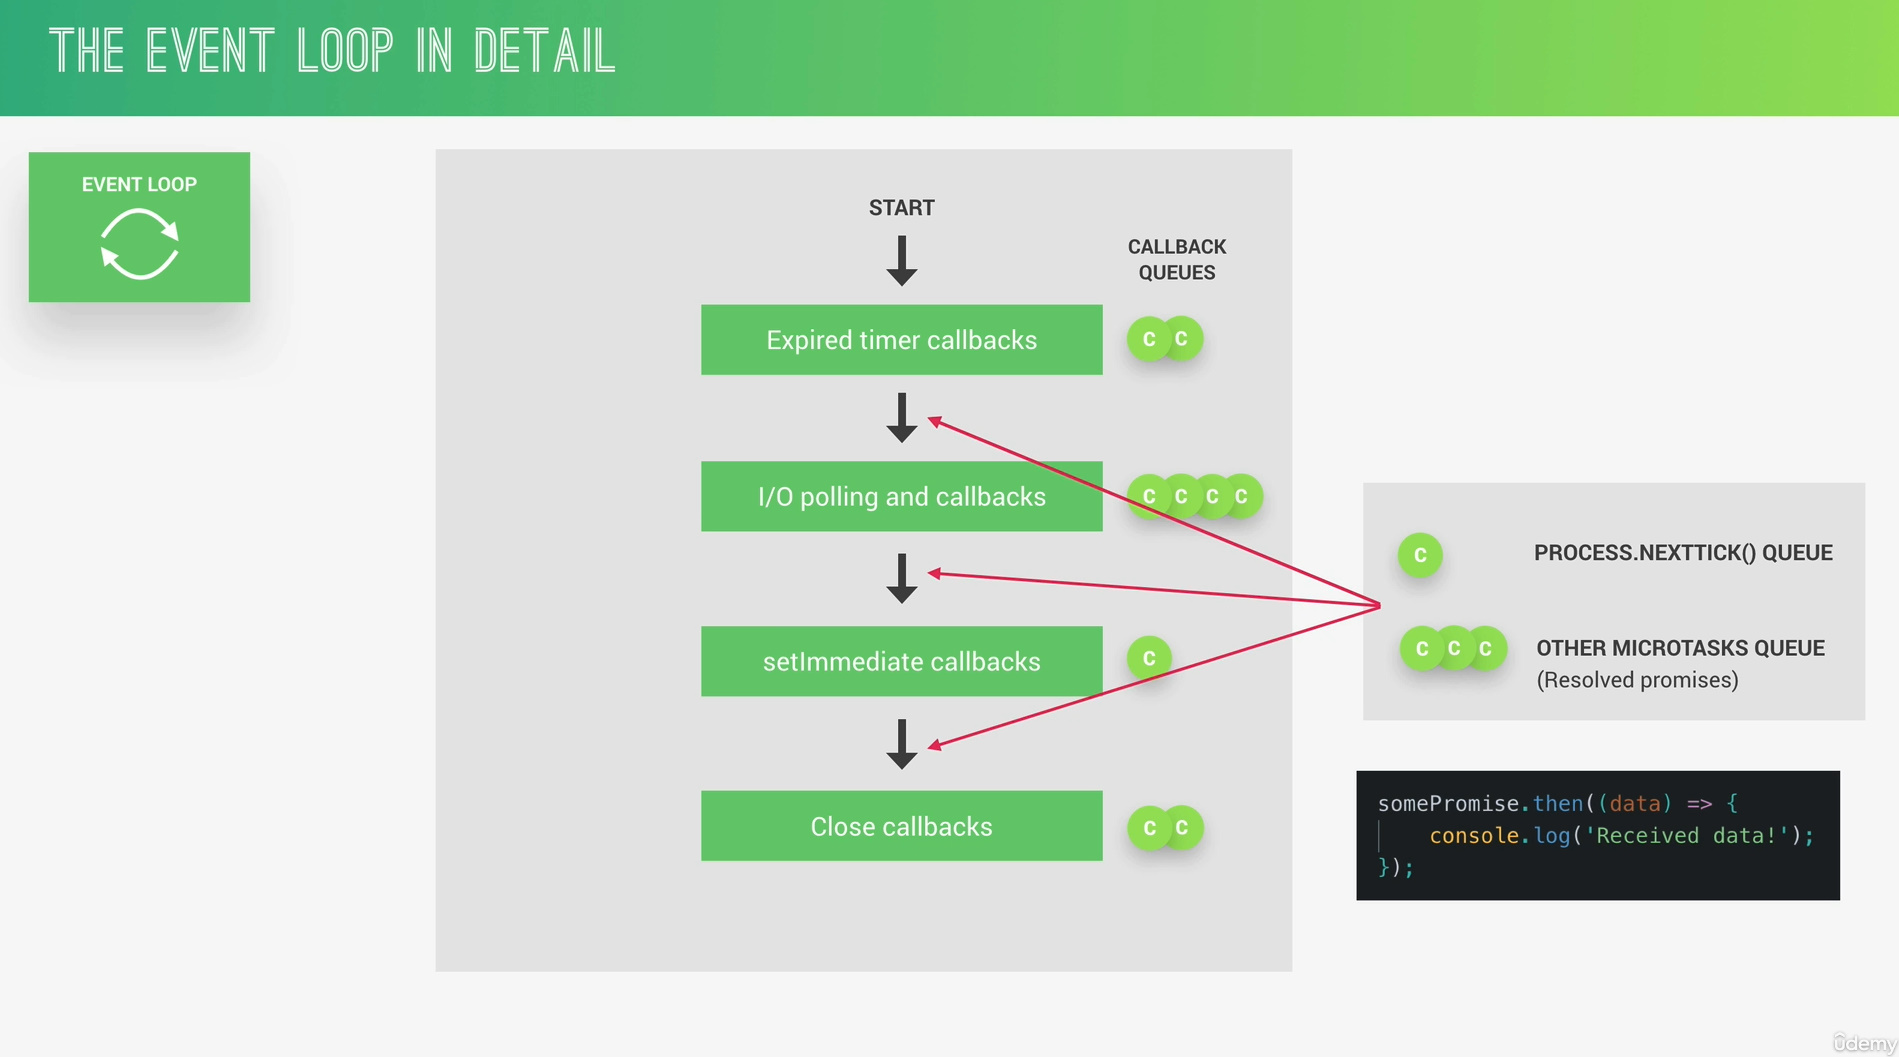 THE EVENT LOOP IN DETAIL
EVENT LOOP
START
CALLBACK
QUEUES
Expired timer callbacks
C C
I/O polling and callbacks
C C C C
setImmediate callbacks
C
Close callbacks
C C
C
PROCESS.NEXTTICK() QUEUE
C C C
OTHER MICROTASKS QUEUE
(Resolved promises)
somePromise.then((data) => {
console.log('Received data!');
});
ûdemy